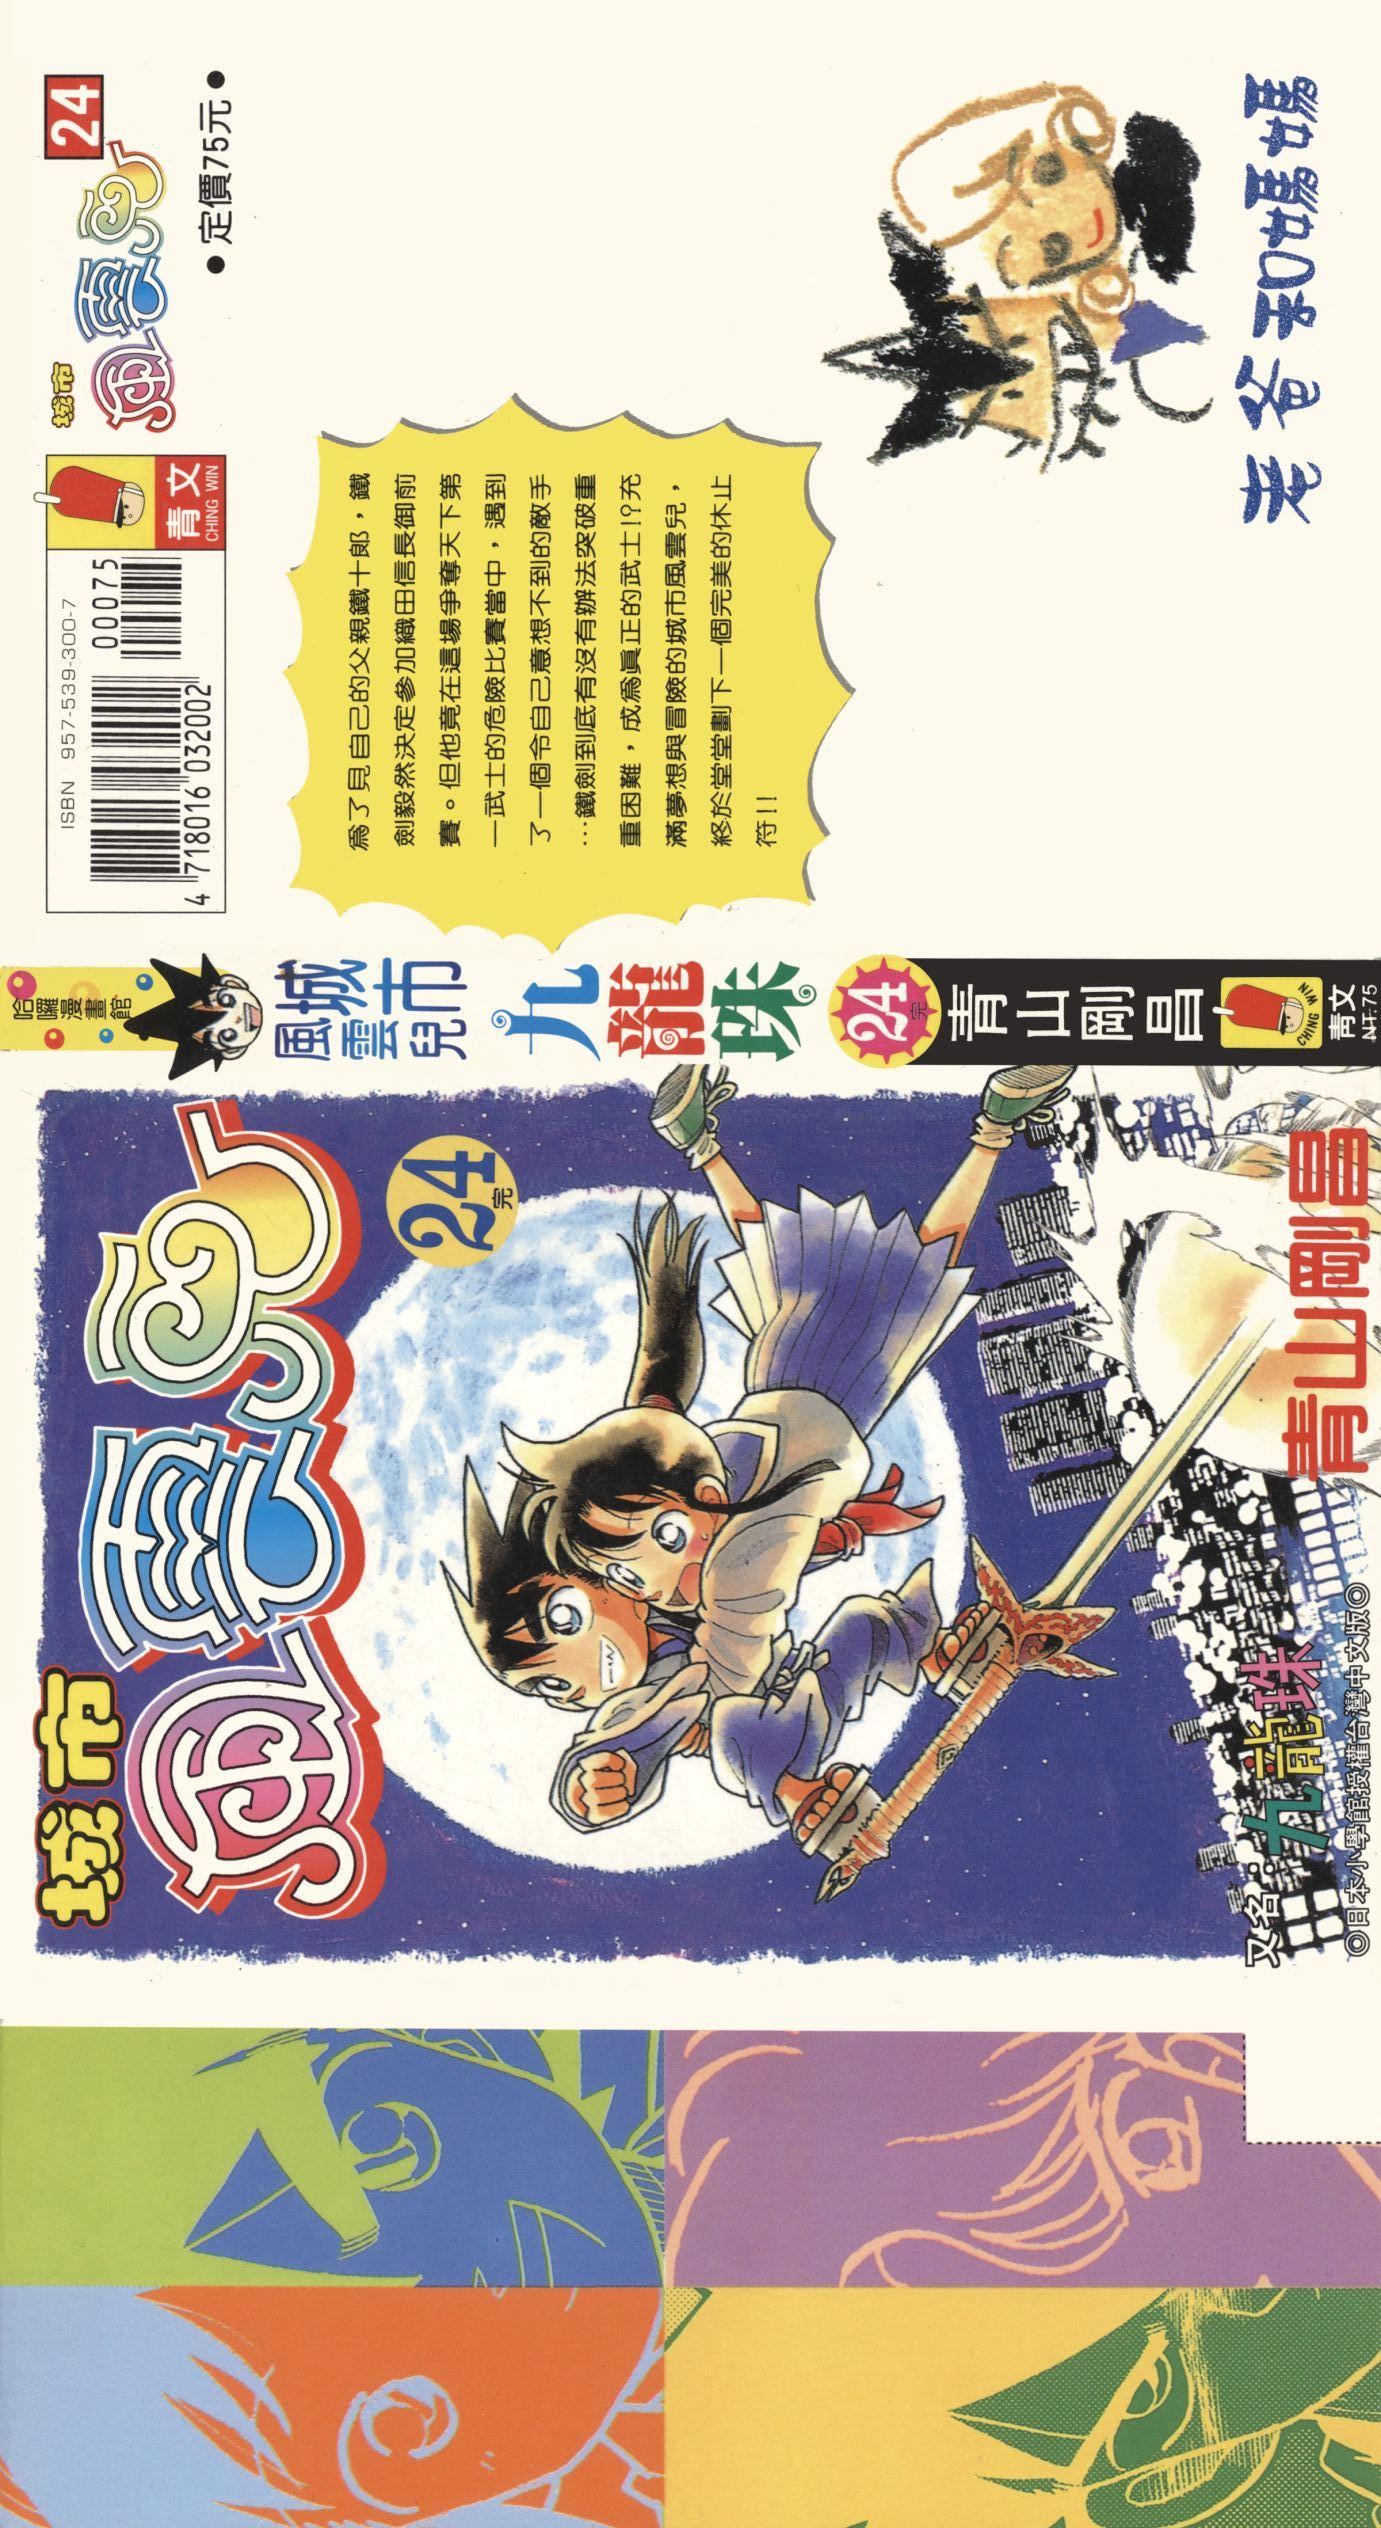 24
城市
風雲兒
●定價75元●
青文
CHING WIN
ISBN 957-539-300-7
00075
4 718016 032002
為了見自己的父親鐵十郎，鐵
劍毅然決定參加織田信長御前
賽。但他竟在這場爭奪天下第
一武士的危險比賽當中，遇到
了一個令自己意想不到的敵手
…鐵劍到底有沒有辦法突破重
重困難，成為真正的武士!?充
滿夢想與冒險的城市風雲兒，
終於堂堂劃下一個完美的休止
符!!
老爸和媽媽
哈囉漫畫館
城市
風雲兒
九龍珠
24
完
青山剛昌
CHING WIN
青文
NT.75
城市
風雲兒
24
完
青山剛昌
又名：九龍珠
◎日本小學館授權台灣中文版◎